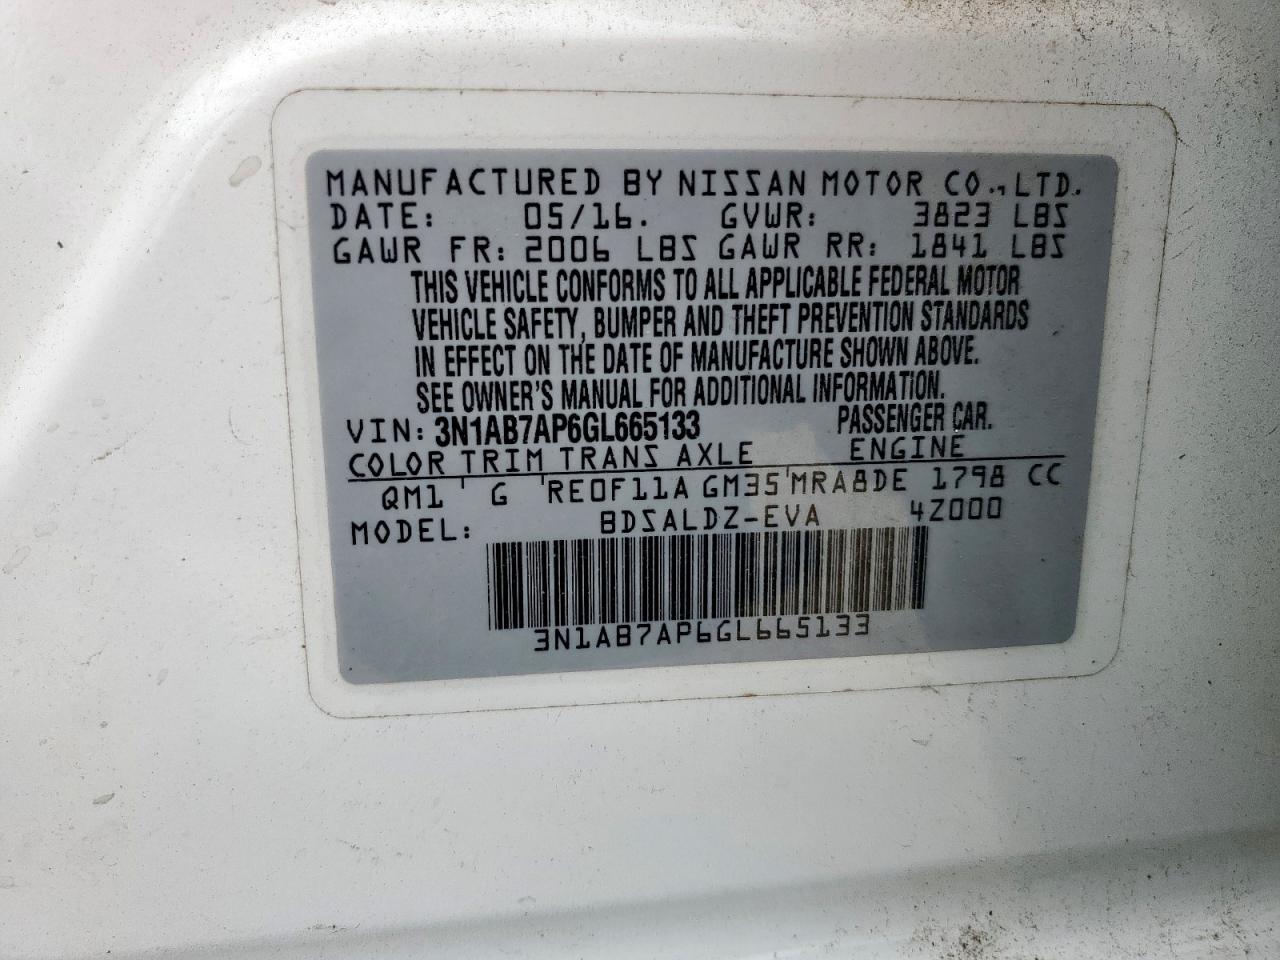 MANUFACTURED BY NISSAN MOTOR CO., LTD.
DATE: 05/16. GVWR: 3823 LBS
GAWR FR: 2006 LBS GAWR RR: 1841 LBS
THIS VEHICLE CONFORMS TO ALL APPLICABLE FEDERAL MOTOR
VEHICLE SAFETY, BUMPER AND THEFT PREVENTION STANDARDS
IN EFFECT ON THE DATE OF MANUFACTURE SHOWN ABOVE.
SEE OWNER'S MANUAL FOR ADDITIONAL INFORMATION.
VIN: 3N1AB7AP6GL665133 PASSENGER CAR.
COLOR TRIM TRANS AXLE ENGINE
QM1 ' G ' RE0F11A GM35 ' MRA8DE 1798 CC
MODEL: BDSALDZ-EVA 4Z000
3N1AB7AP6GL665133